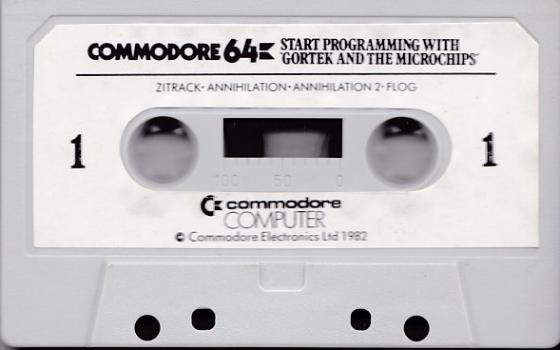 COMMODORE 64 START PROGRAMMING WITH
'GORTEK AND THE MICROCHIPS'
ZITRACK• ANNIHILATION• ANNIHILATION 2• FLOG
1 1
100 50 0
commodore
COMPUTER
© Commodore Electronics Ltd 1982